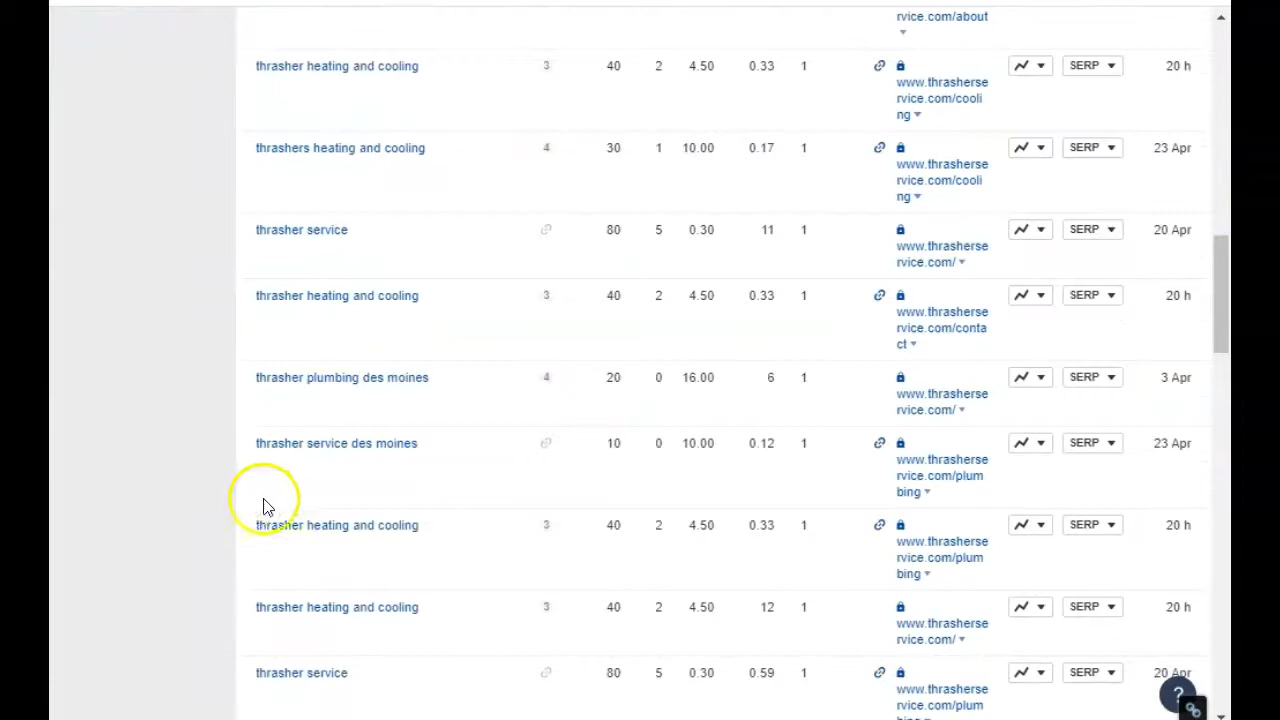 rvice.com/about
thrasher heating and cooling 3 40 2 4.50 0.33 1 SERP 20 h
www.thrasherse
rvice.com/cooli
ng
thrashers heating and cooling 4 30 1 10.00 0.17 1 SERP 23 Apr
www.thrasherse
rvice.com/cooli
ng
thrasher service 80 5 0.30 11 1 SERP 20 Apr
www.thrasherse
rvice.com/
thrasher heating and cooling 3 40 2 4.50 0.33 1 SERP 20 h
www.thrasherse
rvice.com/conta
ct
thrasher plumbing des moines 4 20 0 16.00 6 1 SERP 3 Apr
www.thrasherse
rvice.com/
thrasher service des moines 10 0 10.00 0.12 1 SERP 23 Apr
www.thrasherse
rvice.com/plum
bing
thrasher heating and cooling 3 40 2 4.50 0.33 1 SERP 20 h
www.thrasherse
rvice.com/plum
bing
thrasher heating and cooling 3 40 2 4.50 12 1 SERP 20 h
www.thrasherse
rvice.com/
thrasher service 80 5 0.30 0.59 1 SERP 20 Apr
www.thrasherse
rvice.com/plum
?